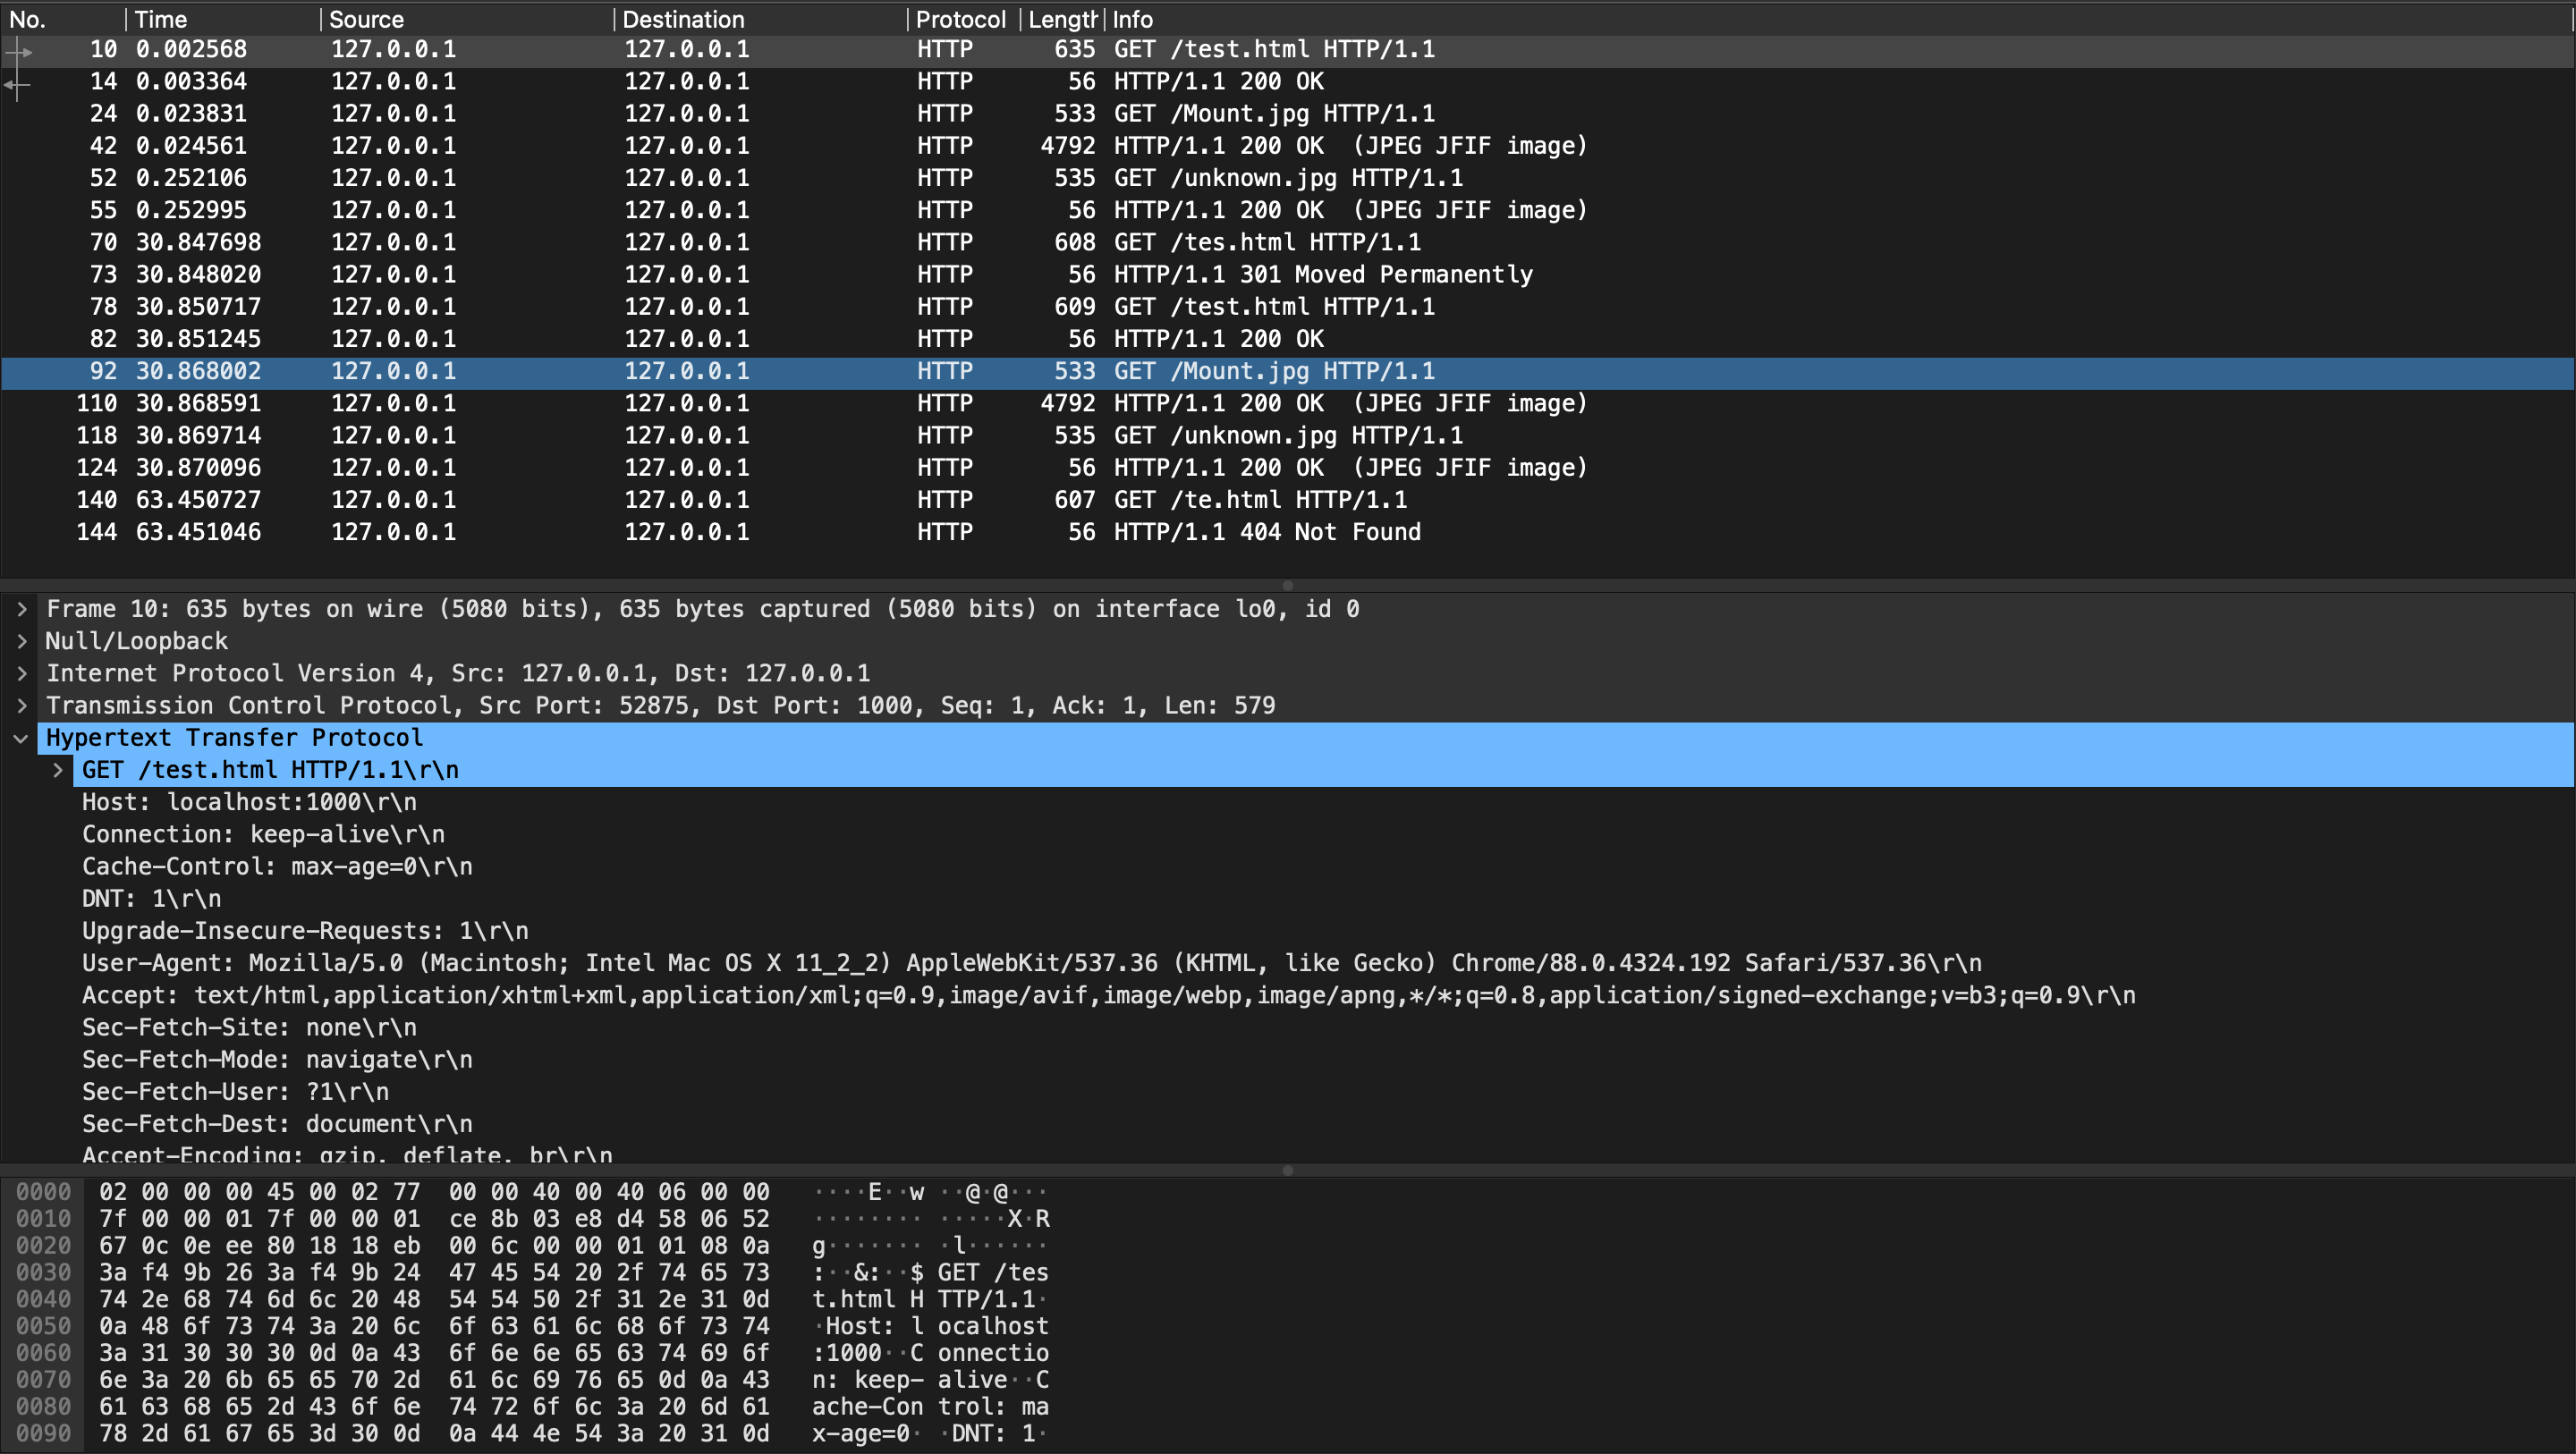 No. Time Source Destination Protocol Length Info
10 0.002568 127.0.0.1 127.0.0.1 HTTP 635 GET /test.html HTTP/1.1
14 0.003364 127.0.0.1 127.0.0.1 HTTP 56 HTTP/1.1 200 OK
24 0.023831 127.0.0.1 127.0.0.1 HTTP 533 GET /Mount.jpg HTTP/1.1
42 0.024561 127.0.0.1 127.0.0.1 HTTP 4792 HTTP/1.1 200 OK (JPEG JFIF image)
52 0.252106 127.0.0.1 127.0.0.1 HTTP 535 GET /unknown.jpg HTTP/1.1
55 0.252995 127.0.0.1 127.0.0.1 HTTP 56 HTTP/1.1 200 OK (JPEG JFIF image)
70 30.847698 127.0.0.1 127.0.0.1 HTTP 608 GET /tes.html HTTP/1.1
73 30.848020 127.0.0.1 127.0.0.1 HTTP 56 HTTP/1.1 301 Moved Permanently
78 30.850717 127.0.0.1 127.0.0.1 HTTP 609 GET /test.html HTTP/1.1
82 30.851245 127.0.0.1 127.0.0.1 HTTP 56 HTTP/1.1 200 OK
92 30.868002 127.0.0.1 127.0.0.1 HTTP 533 GET /Mount.jpg HTTP/1.1
110 30.868591 127.0.0.1 127.0.0.1 HTTP 4792 HTTP/1.1 200 OK (JPEG JFIF image)
118 30.869714 127.0.0.1 127.0.0.1 HTTP 535 GET /unknown.jpg HTTP/1.1
124 30.870096 127.0.0.1 127.0.0.1 HTTP 56 HTTP/1.1 200 OK (JPEG JFIF image)
140 63.450727 127.0.0.1 127.0.0.1 HTTP 607 GET /te.html HTTP/1.1
144 63.451046 127.0.0.1 127.0.0.1 HTTP 56 HTTP/1.1 404 Not Found
Frame 10: 635 bytes on wire (5080 bits), 635 bytes captured (5080 bits) on interface lo0, id 0
Null/Loopback
Internet Protocol Version 4, Src: 127.0.0.1, Dst: 127.0.0.1
Transmission Control Protocol, Src Port: 52875, Dst Port: 1000, Seq: 1, Ack: 1, Len: 579
Hypertext Transfer Protocol
GET /test.html HTTP/1.1\r\n
Host: localhost:1000\r\n
Connection: keep-alive\r\n
Cache-Control: max-age=0\r\n
DNT: 1\r\n
Upgrade-Insecure-Requests: 1\r\n
User-Agent: Mozilla/5.0 (Macintosh; Intel Mac OS X 11_2_2) AppleWebKit/537.36 (KHTML, like Gecko) Chrome/88.0.4324.192 Safari/537.36\r\n
Accept: text/html,application/xhtml+xml,application/xml;q=0.9,image/avif,image/webp,image/apng,*/*;q=0.8,application/signed-exchange;v=b3;q=0.9\r\n
Sec-Fetch-Site: none\r\n
Sec-Fetch-Mode: navigate\r\n
Sec-Fetch-User: ?1\r\n
Sec-Fetch-Dest: document\r\n
Accept-Encoding: gzip, deflate, br\r\n
0000 02 00 00 00 45 00 02 77 00 00 40 00 40 06 00 00 ····E··w ··@·@···
0010 7f 00 00 01 7f 00 00 01 ce 8b 03 e8 d4 58 06 52 ········ ·····X·R
0020 67 0c 0e ee 80 18 18 eb 00 6c 00 00 01 01 08 0a g······· ·l······
0030 3a f4 9b 26 3a f4 9b 24 47 45 54 20 2f 74 65 73 :··&:··$ GET /tes
0040 74 2e 68 74 6d 6c 20 48 54 54 50 2f 31 2e 31 0d t.html H TTP/1.1·
0050 0a 48 6f 73 74 3a 20 6c 6f 63 61 6c 68 6f 73 74 ·Host: l ocalhost
0060 3a 31 30 30 30 0d 0a 43 6f 6e 6e 65 63 74 69 6f :1000··C onnectio
0070 6e 3a 20 6b 65 65 70 2d 61 6c 69 76 65 0d 0a 43 n: keep- alive··C
0080 61 63 68 65 2d 43 6f 6e 74 72 6f 6c 3a 20 6d 61 ache-Con trol: ma
0090 78 2d 61 67 65 3d 30 0d 0a 44 4e 54 3a 20 31 0d x-age=0· ·DNT: 1·